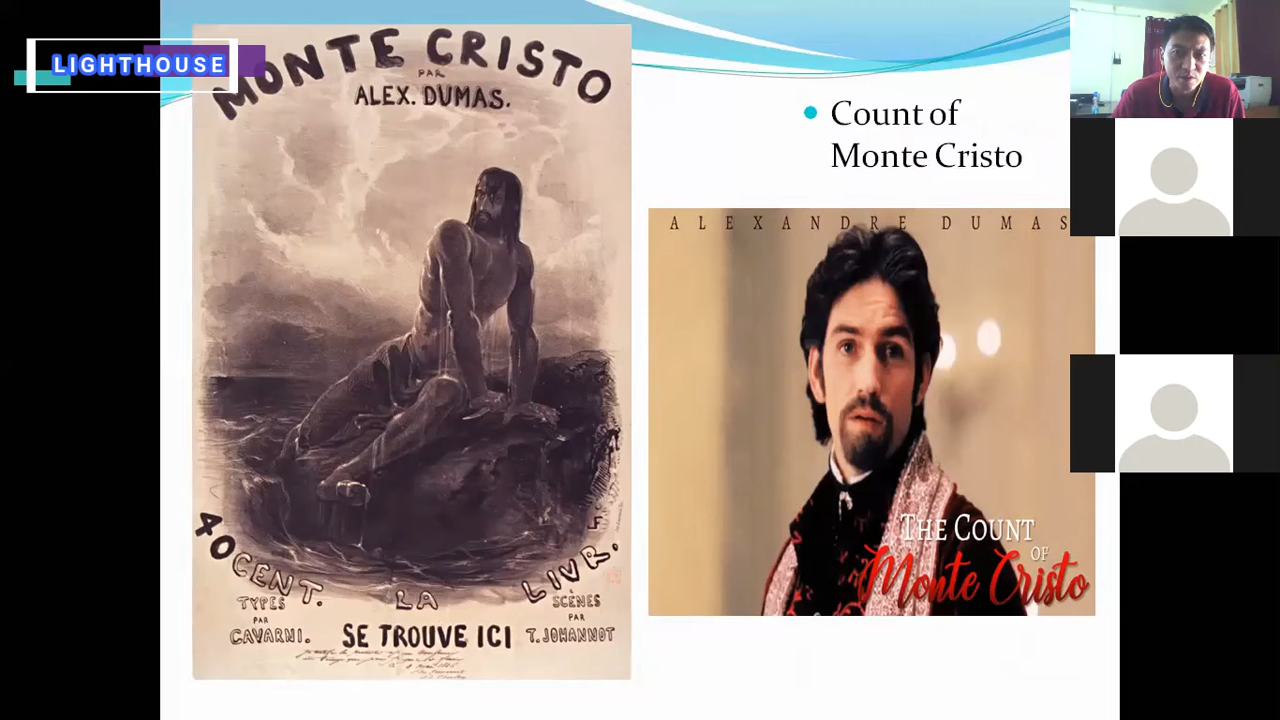 LIGHTHOUSE
MONTE CRISTO
PAR
ALEX. DUMAS.
40 CENT. LA LIVR.
TYPES
PAR
GAVARNI.
SE TROUVE ICI
SCÈNES
PAR
T. JOHANNOT
Count of
Monte Cristo
ALEXANDRE DUMAS
THE COUNT
OF
Monte Cristo